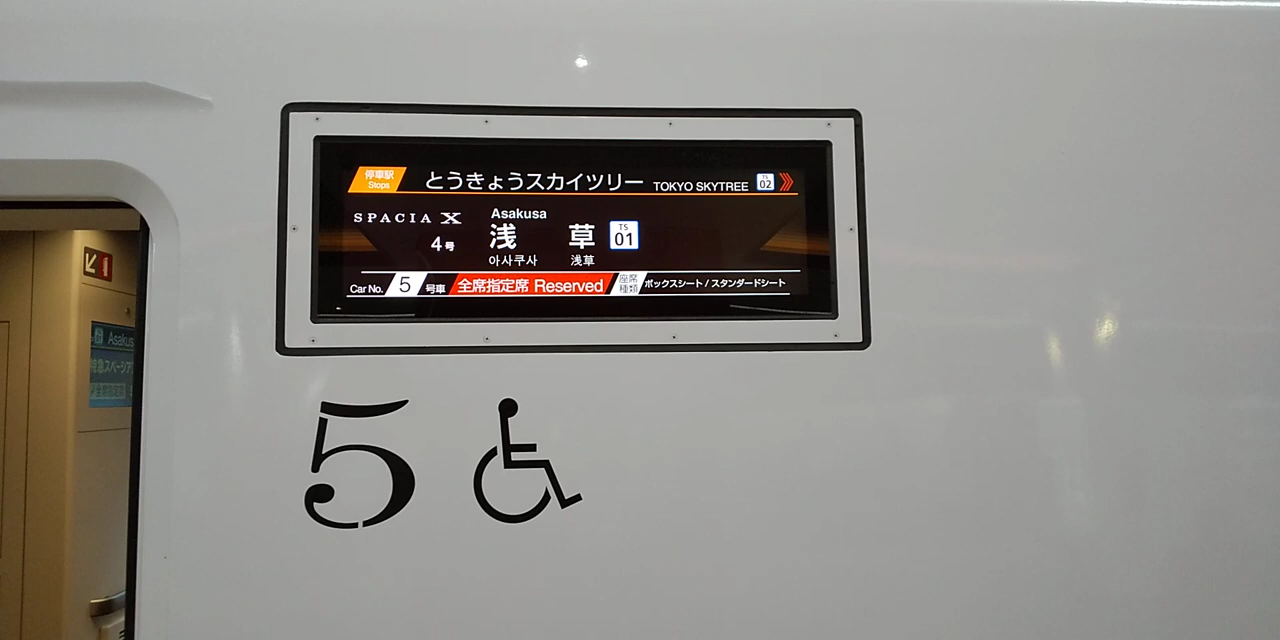 停車駅 とうきょうスカイツリー TOKYO SKYTREE TS 02
Stops
SPACIA X Asakusa
4号 浅草 TS 01
아사쿠사 浅草
Car No. 5 号車 全席指定席 Reserved 座席種類 ボックスシート / スタンダードシート
5
Asakus